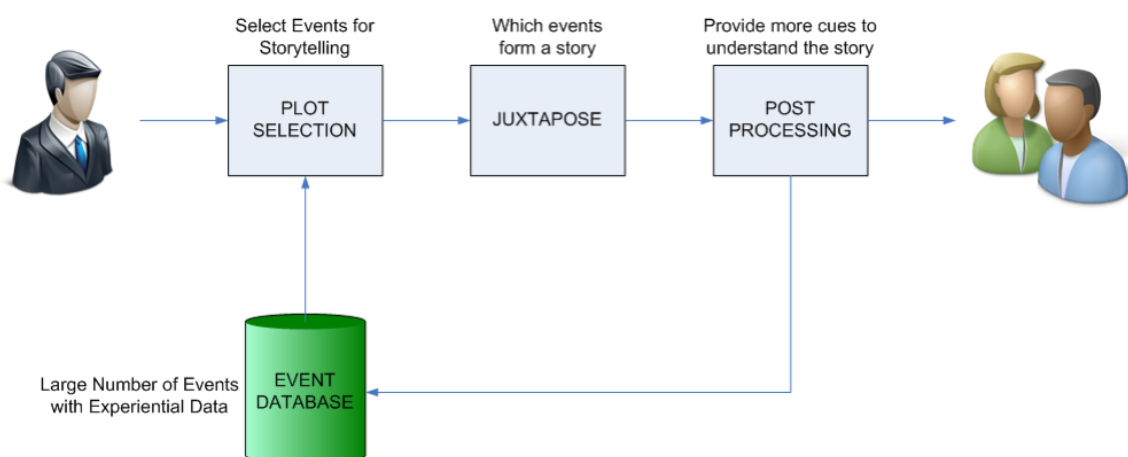 Select Events for
Storytelling
Which events
form a story
Provide more cues to
understand the story
PLOT
SELECTION
JUXTAPOSE
POST
PROCESSING
Large Number of Events
with Experiential Data
EVENT
DATABASE